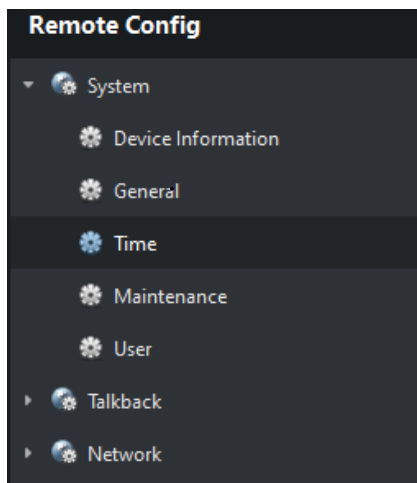 Remote Config
System
Device Information
General
Time
Maintenance
User
Talkback
Network